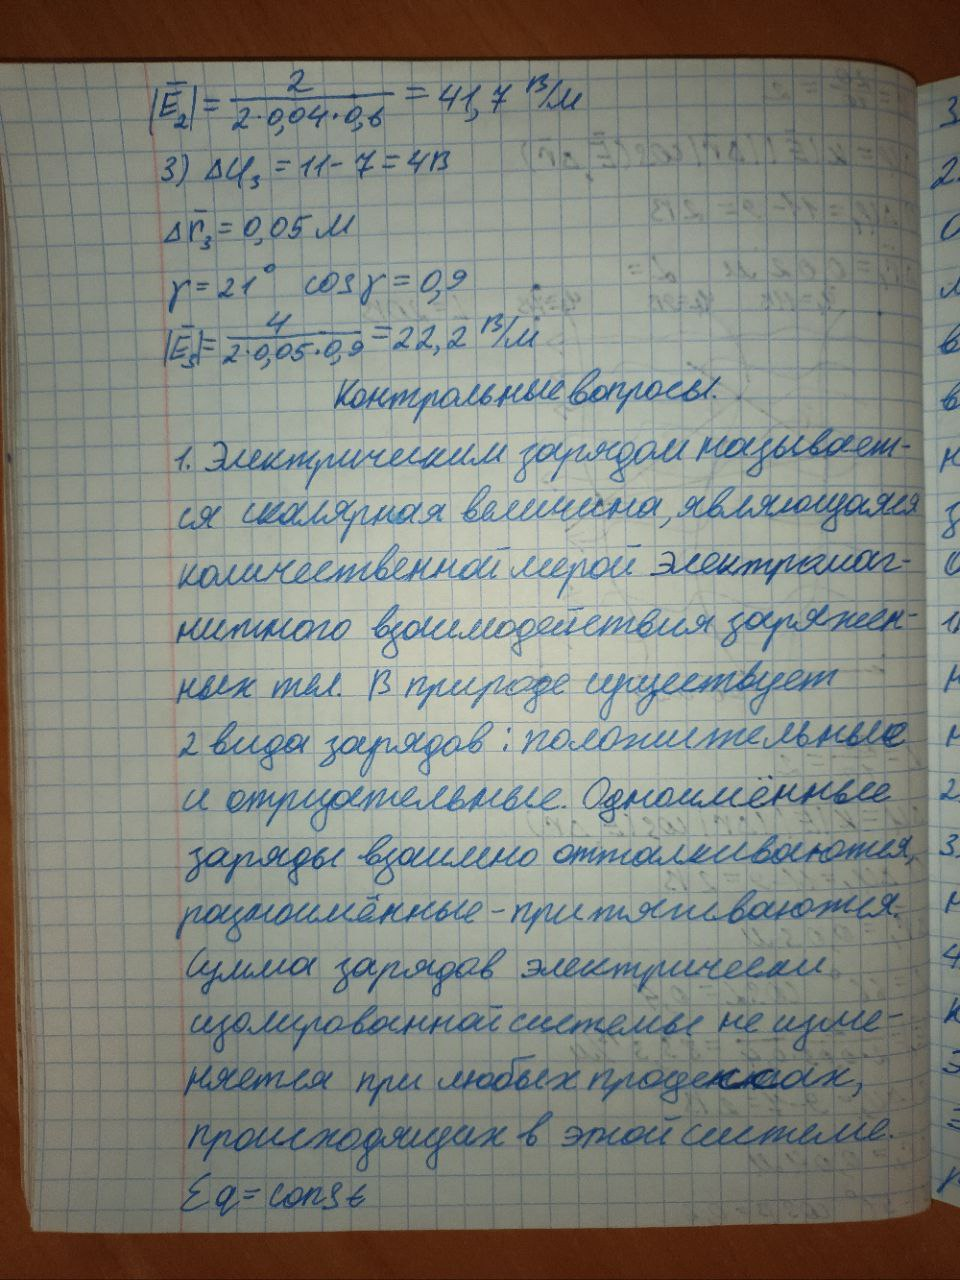 |E̅₂| = 2 / (2·0,04·0,6) = 41,7 В/м
3) Δφ₃ = 11 - 7 = 4В
Δr̅₃ = 0,05 м
γ = 21° cos γ = 0,9
|E̅₃| = 4 / (2·0,05·0,9) = 22,2 В/м
Контрольные вопросы.
1. Электрическим зарядом называет-
ся скалярная величина, являющаяся
количественной мерой электромаг-
нитного взаимодействия заряжен-
ных тел. В природе существует
2 вида зарядов: положительные
и отрицательные. Одноимённые
заряды взаимно отталкиваются,
разноимённые - притягиваются.
Сумма зарядов электрически
изолированной системы не изме-
няется при любых процессах,
происходящих в этой системе.
Σq = const